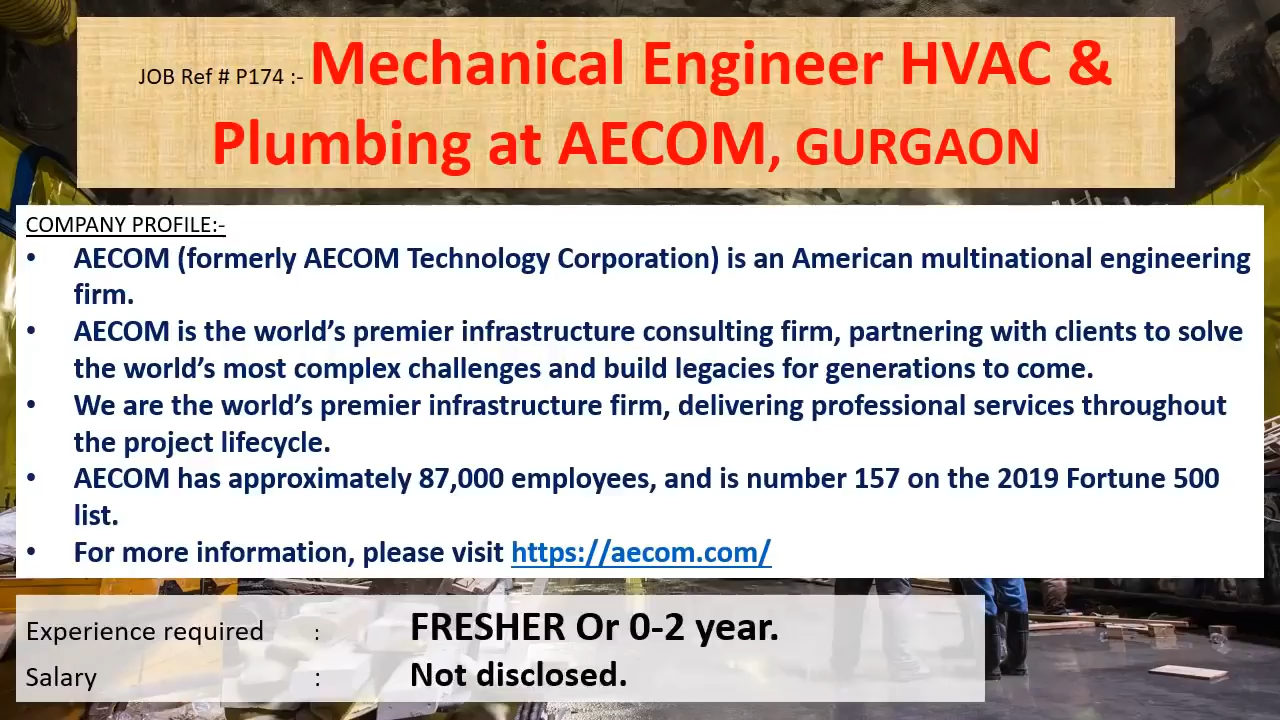 JOB Ref # P174 :- Mechanical Engineer HVAC &
Plumbing at AECOM, GURGAON
COMPANY PROFILE:-
• AECOM (formerly AECOM Technology Corporation) is an American multinational engineering
firm.
• AECOM is the world’s premier infrastructure consulting firm, partnering with clients to solve
the world’s most complex challenges and build legacies for generations to come.
• We are the world’s premier infrastructure firm, delivering professional services throughout
the project lifecycle.
• AECOM has approximately 87,000 employees, and is number 157 on the 2019 Fortune 500
list.
• For more information, please visit https://aecom.com/
Experience required : FRESHER Or 0-2 year.
Salary : Not disclosed.